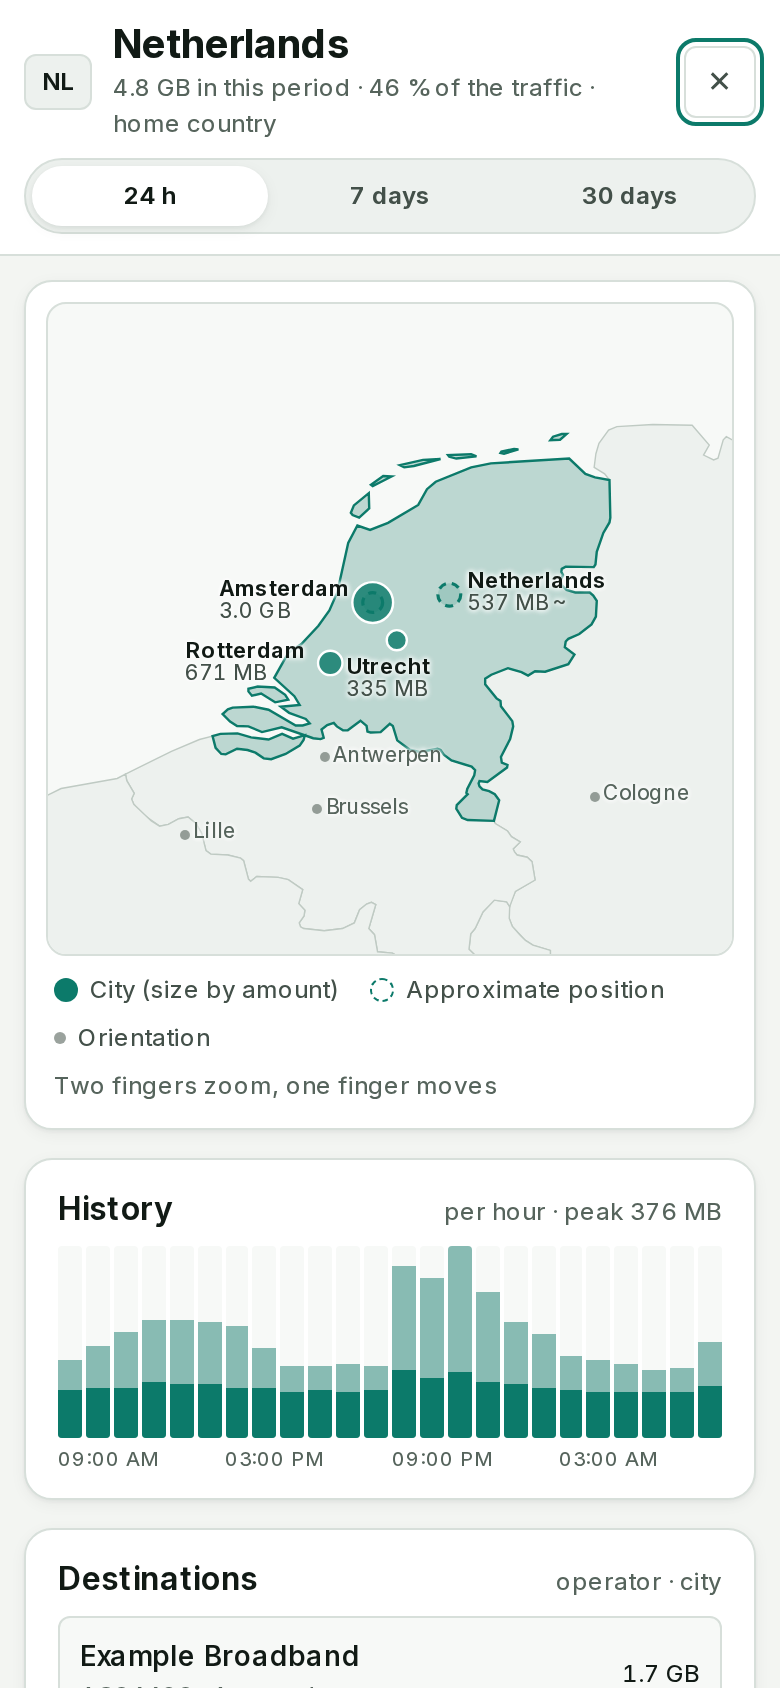 NL
Netherlands
4.8 GB in this period · 46 % of the traffic ·
home country
✕
24 h
7 days
30 days
Amsterdam
3.0 GB
Netherlands
537 MB ~
Rotterdam
671 MB
Utrecht
335 MB
Antwerpen
Brussels
Cologne
Lille
City (size by amount)
Approximate position
Orientation
Two fingers zoom, one finger moves
History
per hour · peak 376 MB
09:00 AM
03:00 PM
09:00 PM
03:00 AM
Destinations
operator · city
Example Broadband
1.7 GB